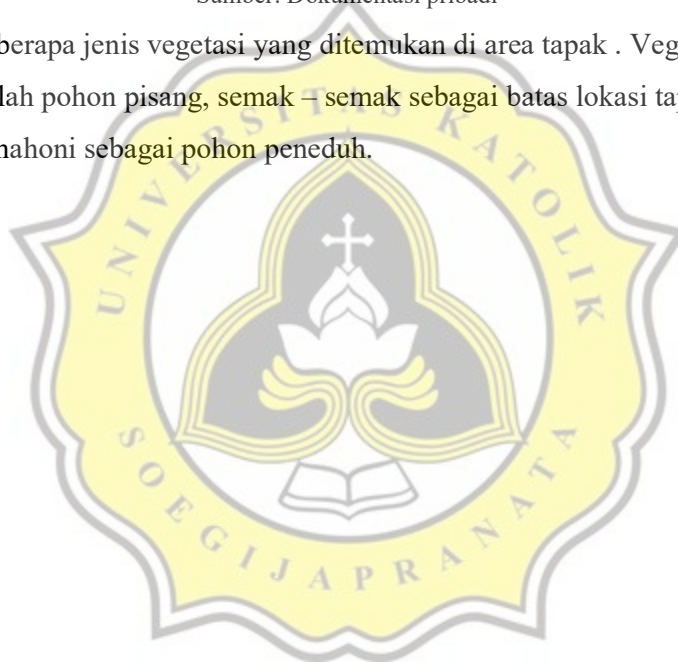 Sumber: Dokumentasi pribadi
berapa jenis vegetasi yang ditemukan di area tapak . Veg
lah pohon pisang, semak – semak sebagai batas lokasi ta
mahoni sebagai pohon peneduh.
UNIVERSITAS KATOLIK
SOEGIJAPRANATA